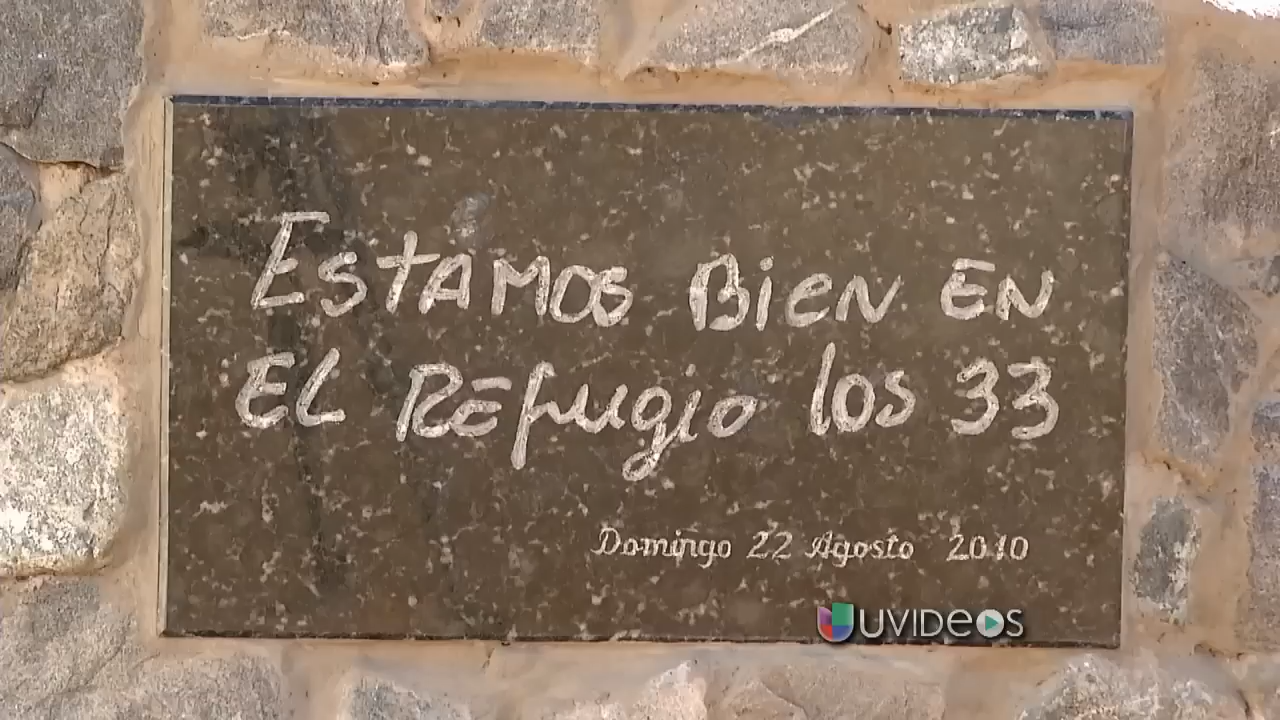 EstAMOS BieN EN
EL REfugio los 33
Domingo 22 Agosto 2010
UVIDEOS